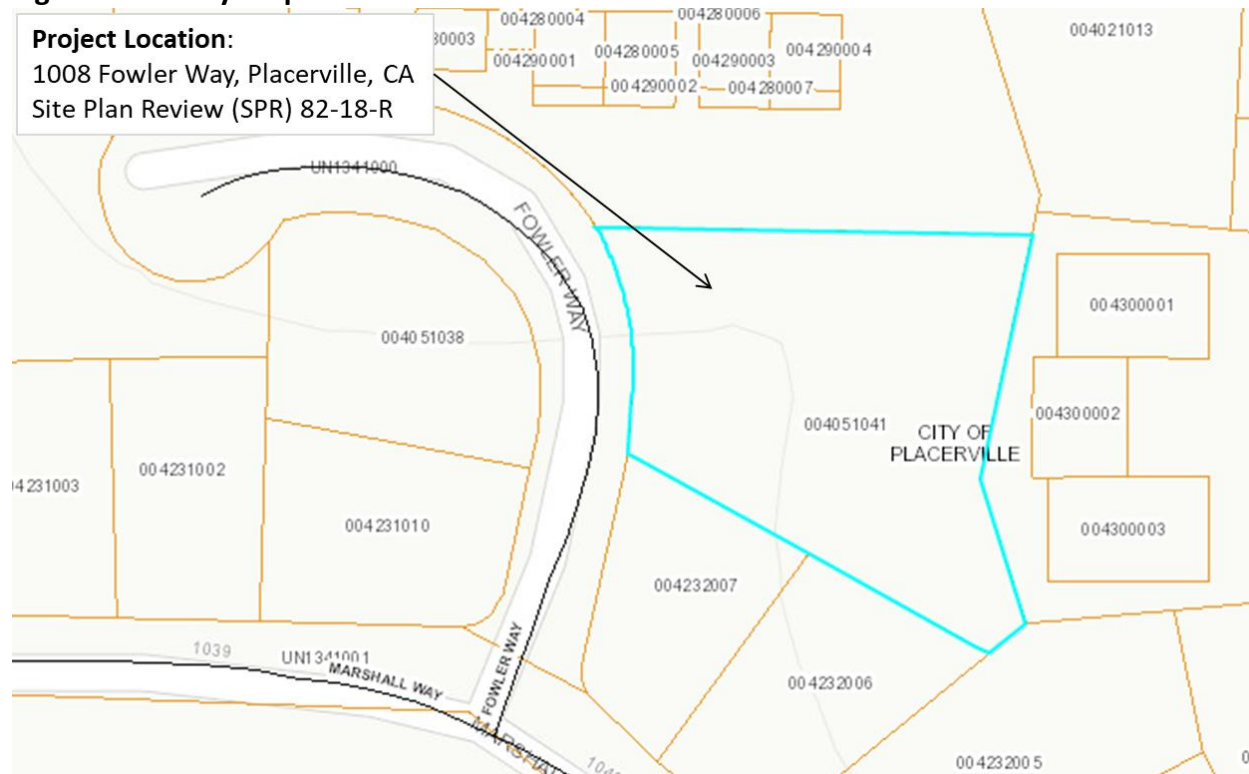 Project Location:
1008 Fowler Way, Placerville, CA
Site Plan Review (SPR) 82-18-R
004280004
004280006
004021013
004290001
004280005
004290003
004290004
004290002
004280007
UN1341000
FOWLER WAY
004300001
004051038
004300002
004051041
CITY OF
PLACERVILLE
004231002
004231010
004300003
004232007
1039
UN1341001
MARSHALL WAY
FOWLER WAY
004232006
004232005